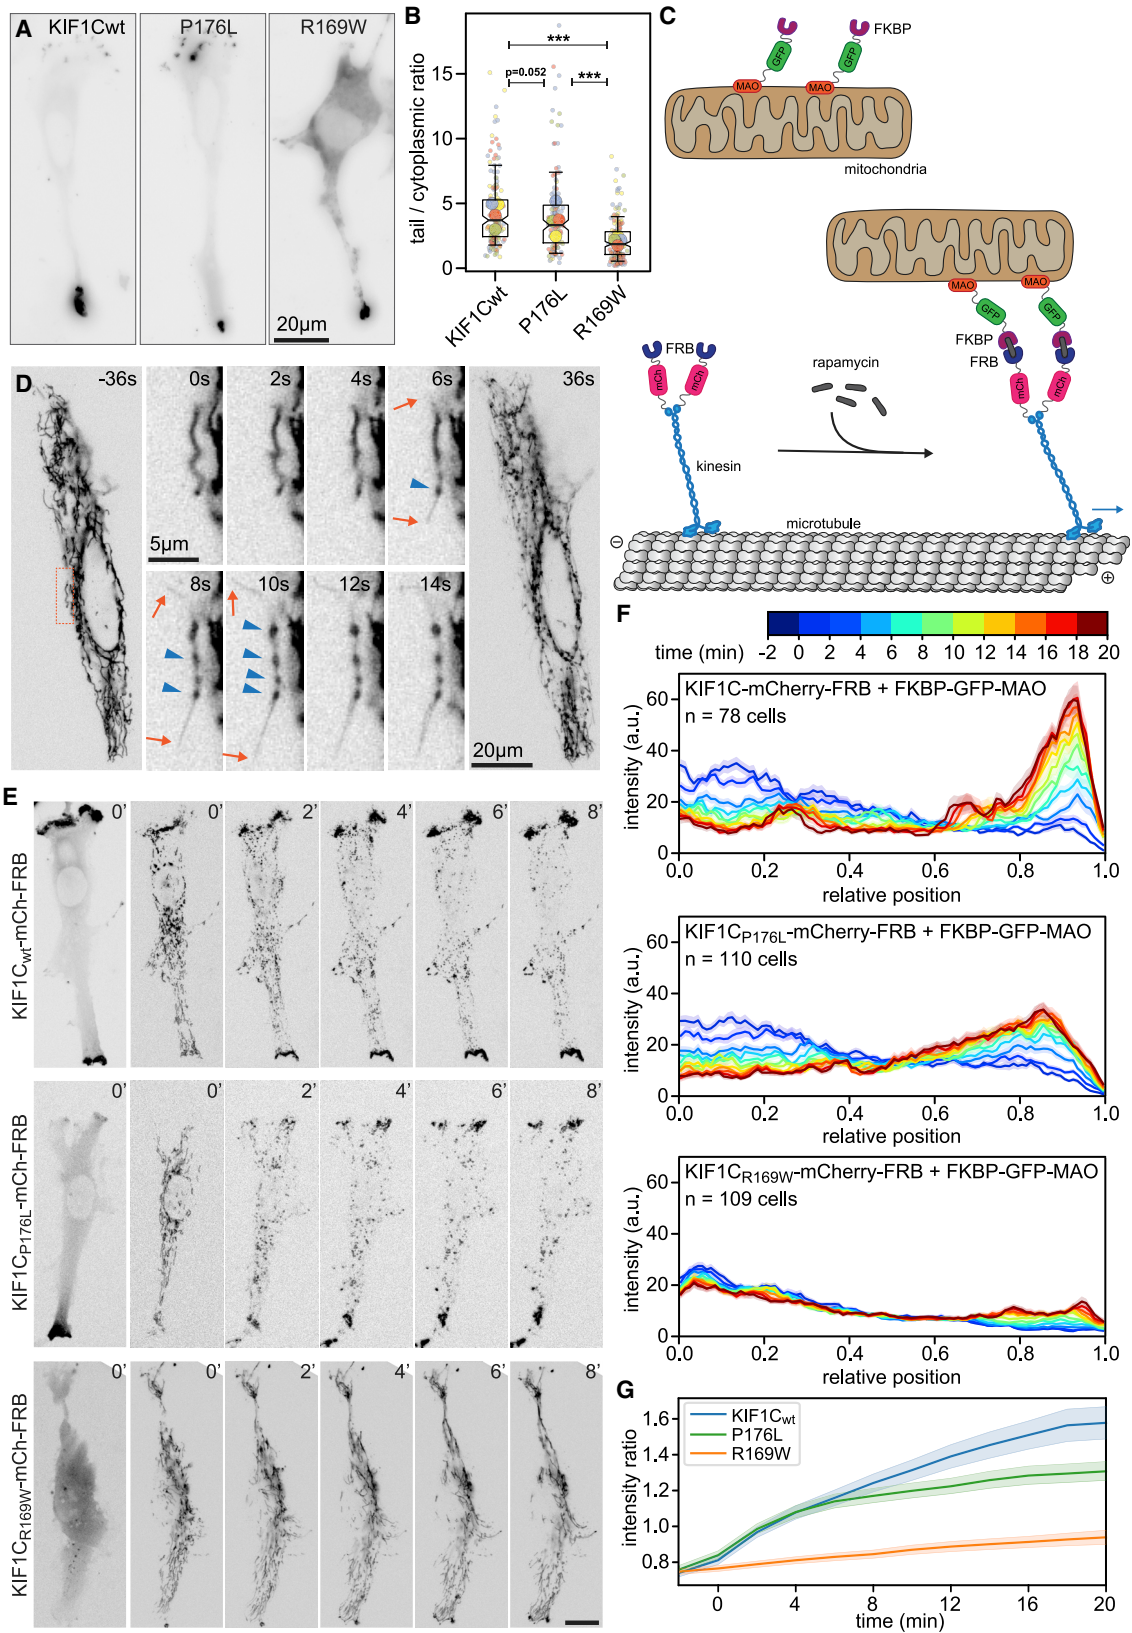 A
KIF1Cwt
P176L
R169W
20µm
B
tail / cytoplasmic ratio
15
10
5
0
***
p=0.052
***
KIF1Cwt
P176L
R169W
C
FKBP
GFP
GFP
MAO
MAO
mitochondria
MAO
MAO
GFP
GFP
FKBP
FRB
mCh
mCh
FRB
mCh
mCh
rapamycin
kinesin
microtubule
⊖
⊕
D
-36s
0s
2s
4s
6s
36s
5µm
8s
10s
12s
14s
20µm
E
KIF1Cwt-mCh-FRB
0'
0'
2'
4'
6'
8'
KIF1CP176L-mCh-FRB
0'
0'
2'
4'
6'
8'
KIF1CR169W-mCh-FRB
0'
0'
2'
4'
6'
8'
F
time (min)
-2 0 2 4 6 8 10 12 14 16 18 20
KIF1C-mCherry-FRB + FKBP-GFP-MAO
n = 78 cells
intensity (a.u.)
60
40
20
0
0.0 0.2 0.4 0.6 0.8 1.0
relative position
KIF1CP176L-mCherry-FRB + FKBP-GFP-MAO
n = 110 cells
intensity (a.u.)
60
40
20
0
0.0 0.2 0.4 0.6 0.8 1.0
relative position
KIF1CR169W-mCherry-FRB + FKBP-GFP-MAO
n = 109 cells
intensity (a.u.)
60
40
20
0
0.0 0.2 0.4 0.6 0.8 1.0
relative position
G
KIF1Cwt
P176L
R169W
intensity ratio
1.6
1.4
1.2
1.0
0.8
0 4 8 12 16 20
time (min)